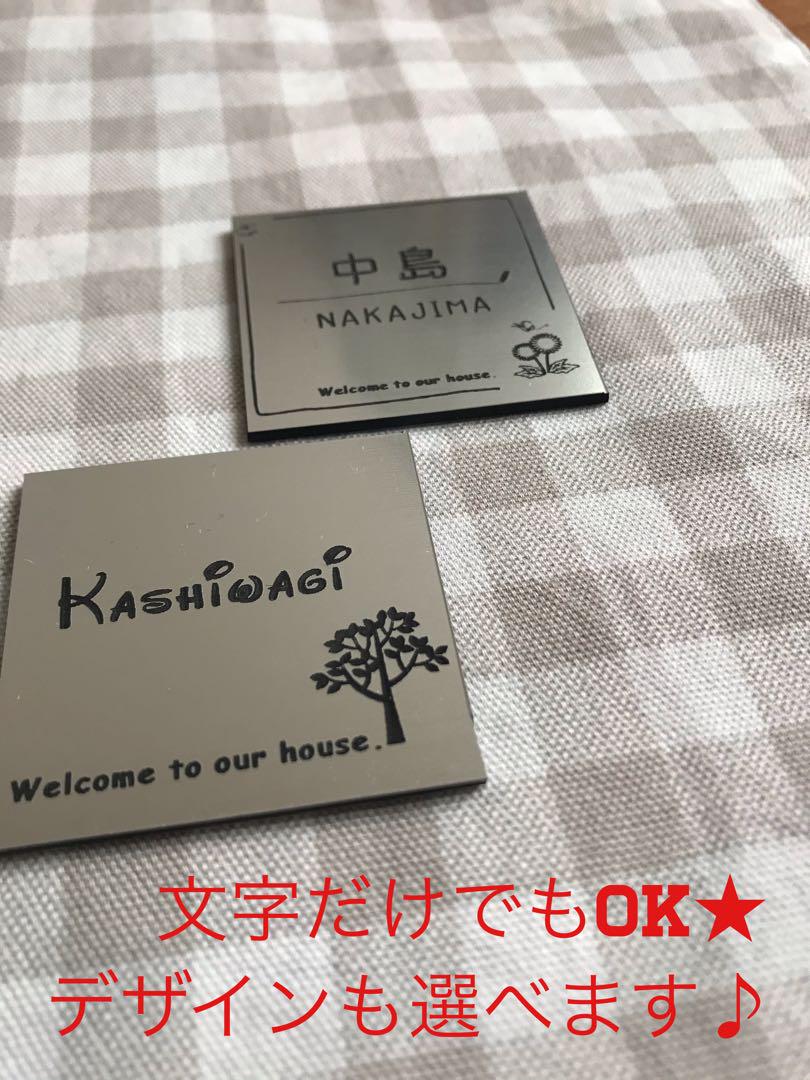 中島
NAKAJIMA
Welcome to our house.
KASHIWAGI
Welcome to our house.
文字だけでもOK★
デザインも選べます♪